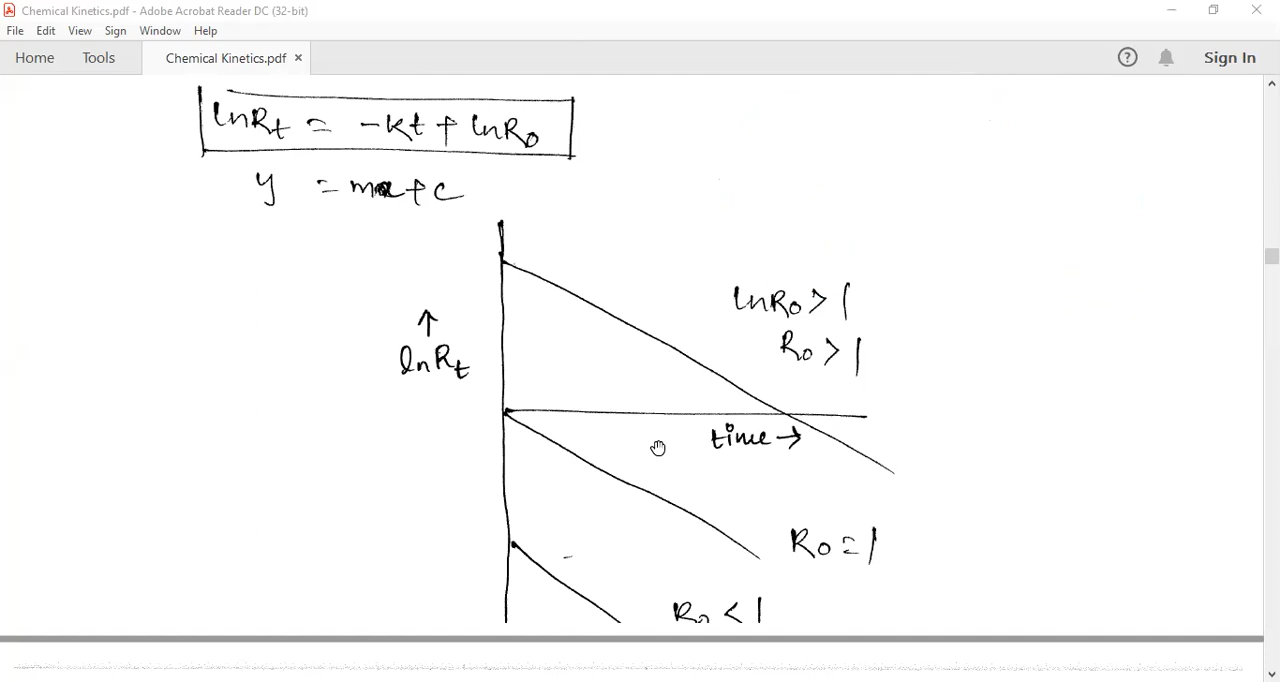 Chemical Kinetics.pdf - Adobe Acrobat Reader DC (32-bit)
File Edit View Sign Window Help
Home Tools Chemical Kinetics.pdf × Sign In
lnRt = -Kt + lnR0
y = mx + c
lnR0 > 1
R0 > 1
↑
lnRt
time →
R0 = 1
R0 < 1